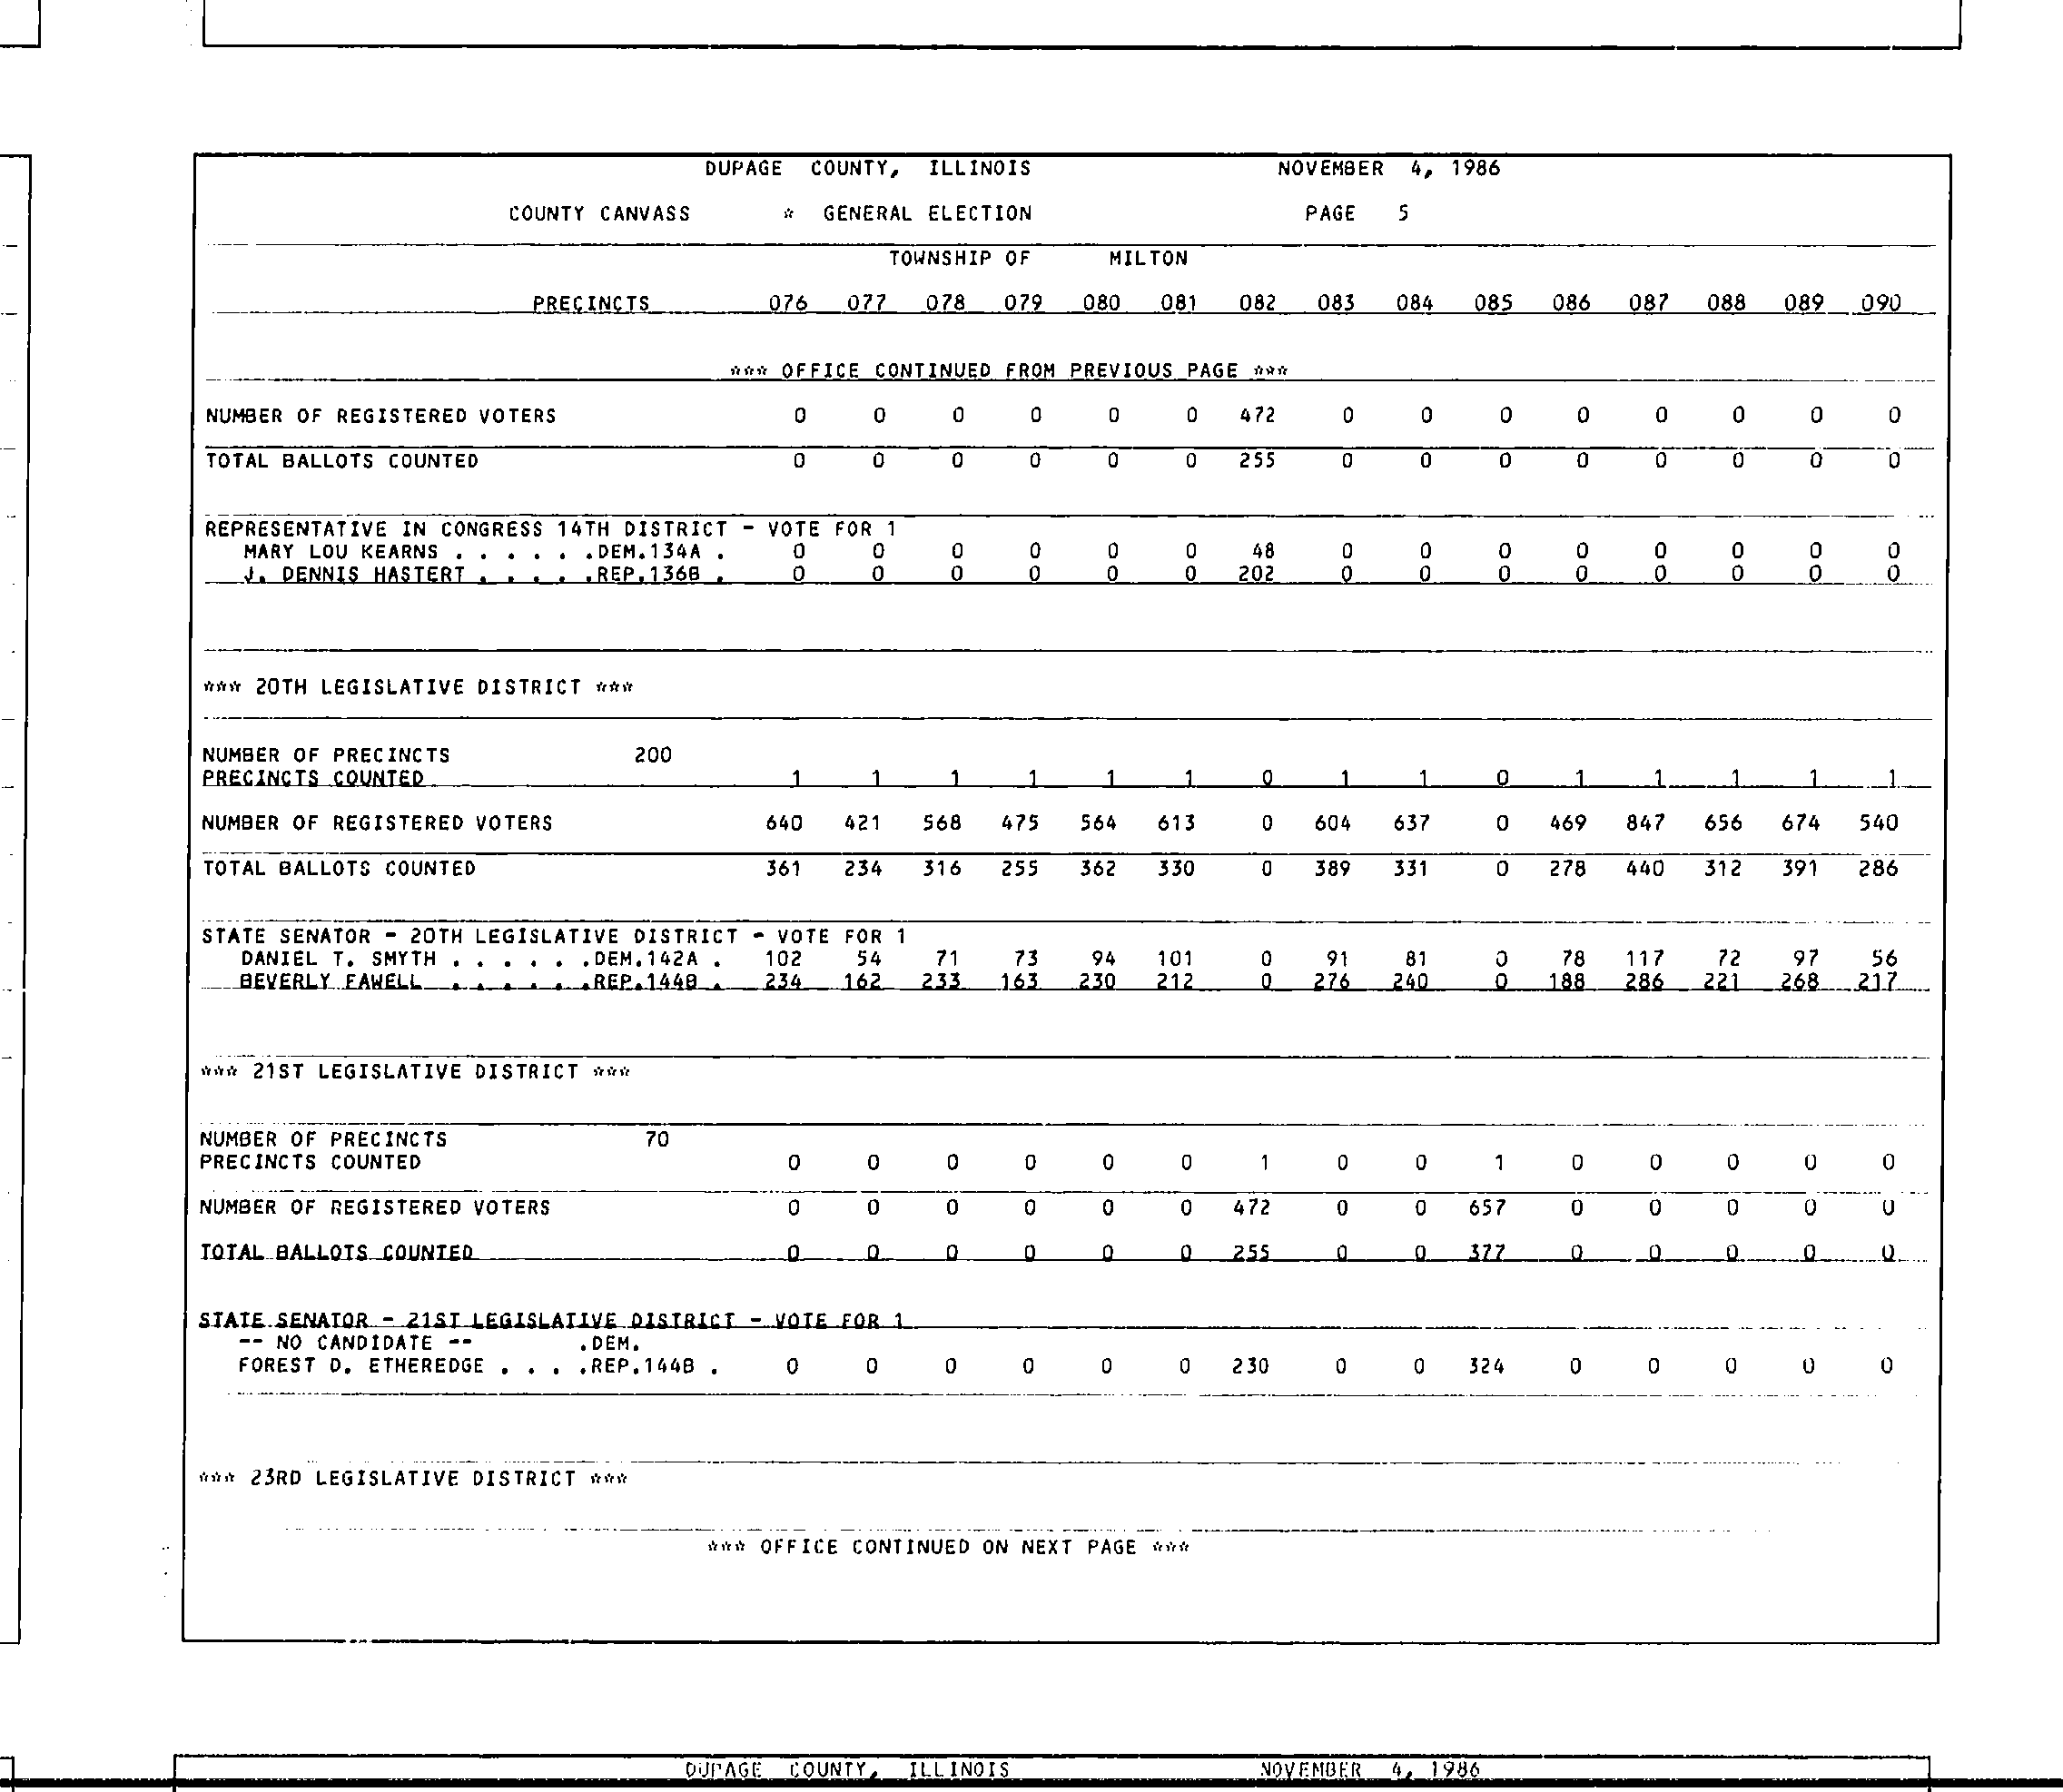 DUPAGE COUNTY, ILLINOIS NOVEMBER 4, 1986
COUNTY CANVASS * GENERAL ELECTION PAGE 5
TOWNSHIP OF MILTON
PRECINCTS 076 077 078 079 080 081 082 083 084 085 086 087 088 089 090
*** OFFICE CONTINUED FROM PREVIOUS PAGE ***
NUMBER OF REGISTERED VOTERS 0 0 0 0 0 0 472 0 0 0 0 0 0 0 0
TOTAL BALLOTS COUNTED 0 0 0 0 0 0 255 0 0 0 0 0 0 0 0
REPRESENTATIVE IN CONGRESS 14TH DISTRICT - VOTE FOR 1
MARY LOU KEARNS . . . . . .DEM.134A . 0 0 0 0 0 0 48 0 0 0 0 0 0 0 0
J. DENNIS HASTERT . . . . .REP.136B . 0 0 0 0 0 0 202 0 0 0 0 0 0 0 0
*** 20TH LEGISLATIVE DISTRICT ***
NUMBER OF PRECINCTS 200
PRECINCTS COUNTED 1 1 1 1 1 1 0 1 1 0 1 1 1 1 1
NUMBER OF REGISTERED VOTERS 640 421 568 475 564 613 0 604 637 0 469 847 656 674 540
TOTAL BALLOTS COUNTED 361 234 316 255 362 330 0 389 331 0 278 440 312 391 286
STATE SENATOR - 20TH LEGISLATIVE DISTRICT - VOTE FOR 1
DANIEL T. SMYTH . . . . . .DEM.142A . 102 54 71 73 94 101 0 91 81 0 78 117 72 97 56
BEVERLY FAWELL . . . . . .REP.144B . 234 162 233 163 230 212 0 276 240 0 188 286 221 268 217
*** 21ST LEGISLATIVE DISTRICT ***
NUMBER OF PRECINCTS 70
PRECINCTS COUNTED 0 0 0 0 0 0 1 0 0 1 0 0 0 0 0
NUMBER OF REGISTERED VOTERS 0 0 0 0 0 0 472 0 0 657 0 0 0 0 0
TOTAL BALLOTS COUNTED 0 0 0 0 0 0 255 0 0 377 0 0 0 0 0
STATE SENATOR - 21ST LEGISLATIVE DISTRICT - VOTE FOR 1
-- NO CANDIDATE -- .DEM.
FOREST D. ETHEREDGE . . . .REP.144B . 0 0 0 0 0 0 230 0 0 324 0 0 0 0 0
*** 23RD LEGISLATIVE DISTRICT ***
*** OFFICE CONTINUED ON NEXT PAGE ***
DUPAGE COUNTY, ILLINOIS NOVEMBER 4, 1986